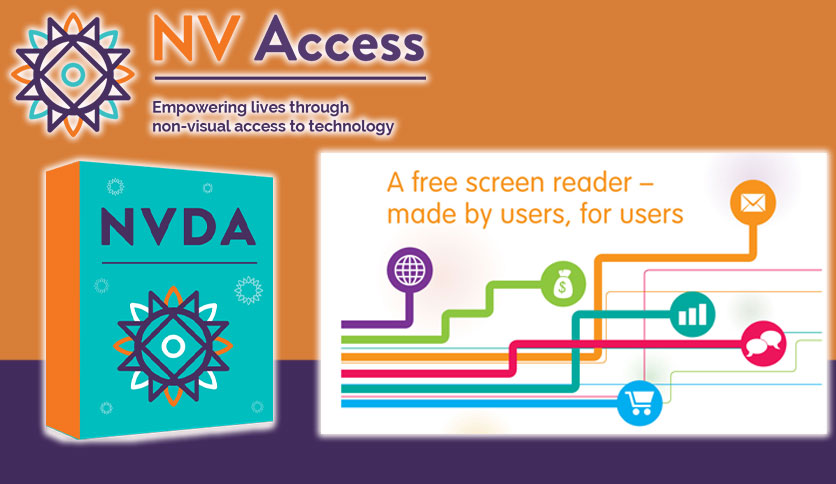 NV Access
Empowering lives through
non-visual access to technology
NVDA
A free screen reader –
made by users, for users
$